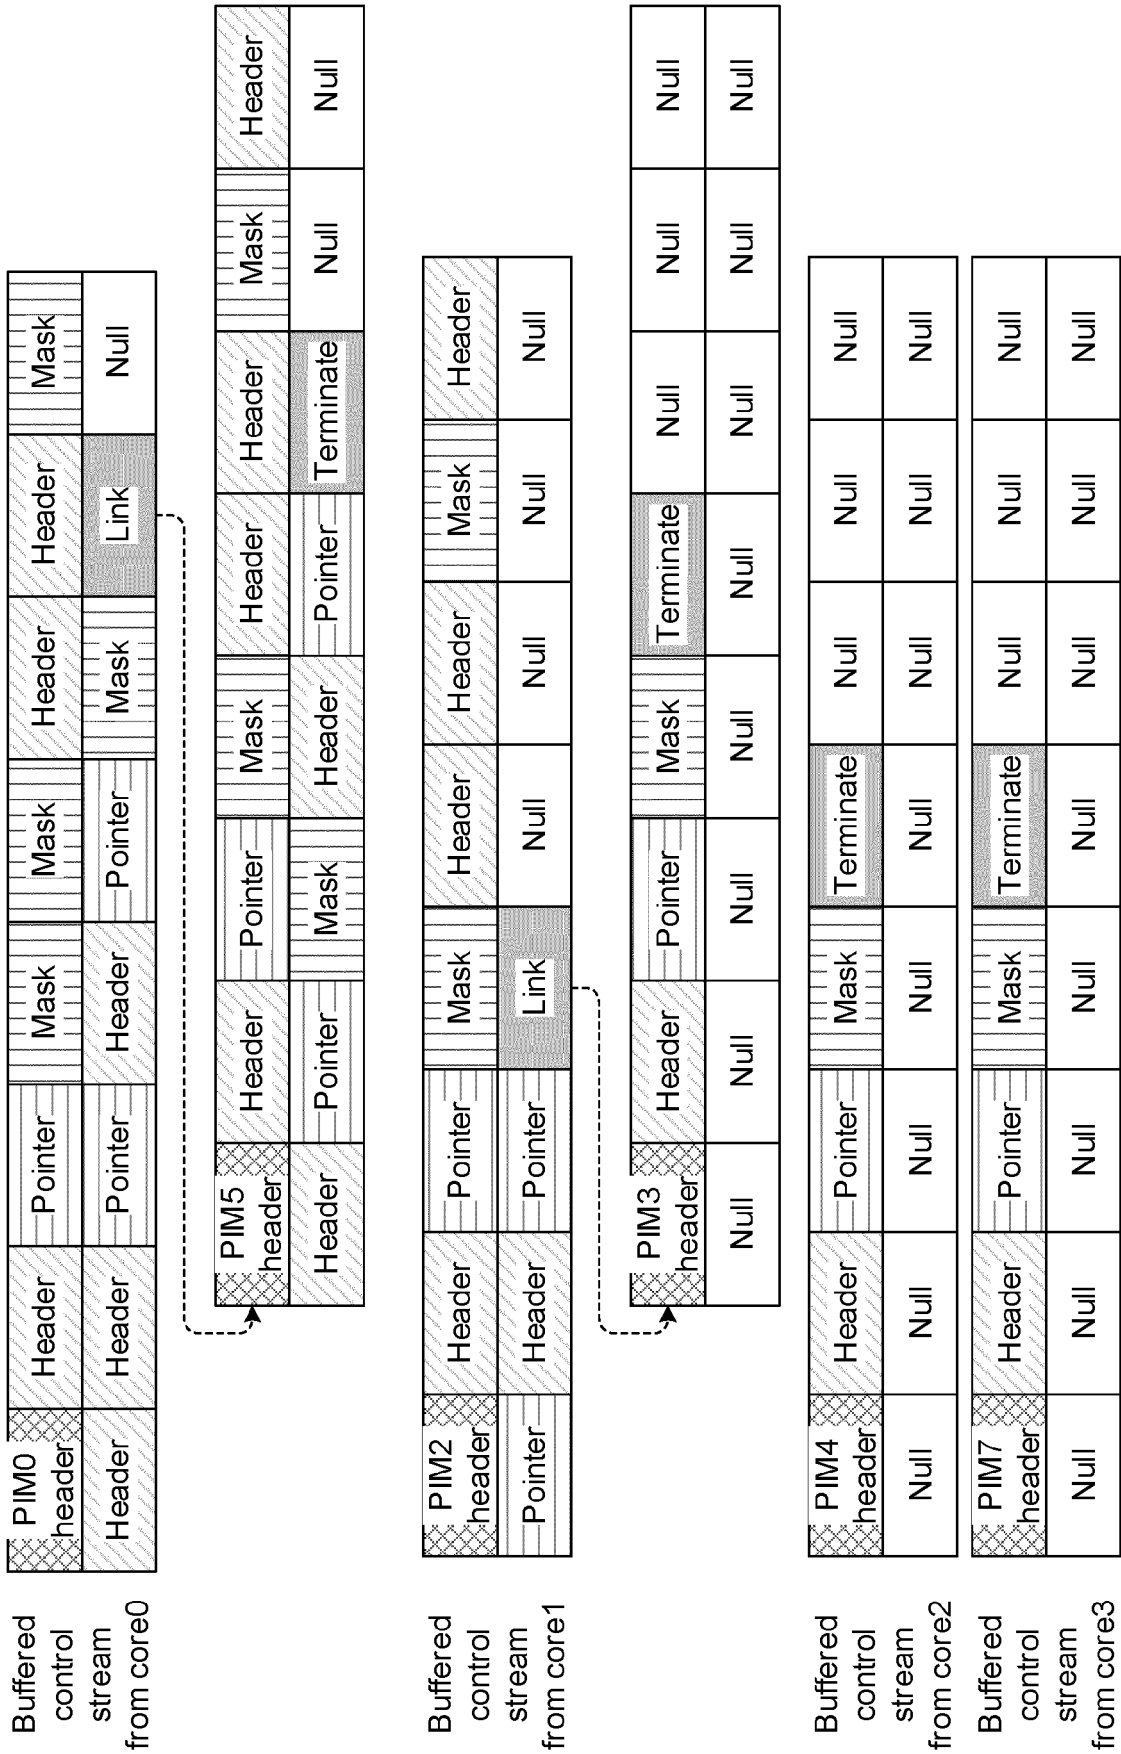 Buffered
control
stream
from core0
PIM0
header
Header Pointer Mask Mask Header Header Mask
Header Header Pointer Header Pointer Mask Link Null
PIM5
header
Header Pointer Mask Header Header Mask Header
Header Pointer Mask Header Pointer Terminate Null Null
Buffered
control
stream
from core1
PIM2
header
Header Pointer Mask Header Header Mask Header
Pointer Header Pointer Link Null Null Null Null
PIM3
header
Header Pointer Mask Terminate Null Null Null
Null Null Null Null Null Null Null Null
Buffered
control
stream
from core2
PIM4
header
Header Pointer Mask Terminate Null Null Null
Null Null Null Null Null Null Null Null
Buffered
control
stream
from core3
PIM7
header
Header Pointer Mask Terminate Null Null Null
Null Null Null Null Null Null Null Null